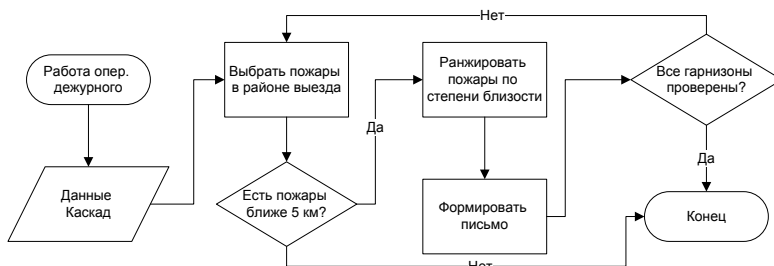 Нет
Работа опер.
дежурного
Выбрать пожары
в районе выезда
Ранжировать
пожары по
степени близости
Все гарнизоны
проверены?
Да
Да
Данные
Каскад
Есть пожары
ближе 5 км?
Формировать
письмо
Конец
Нет